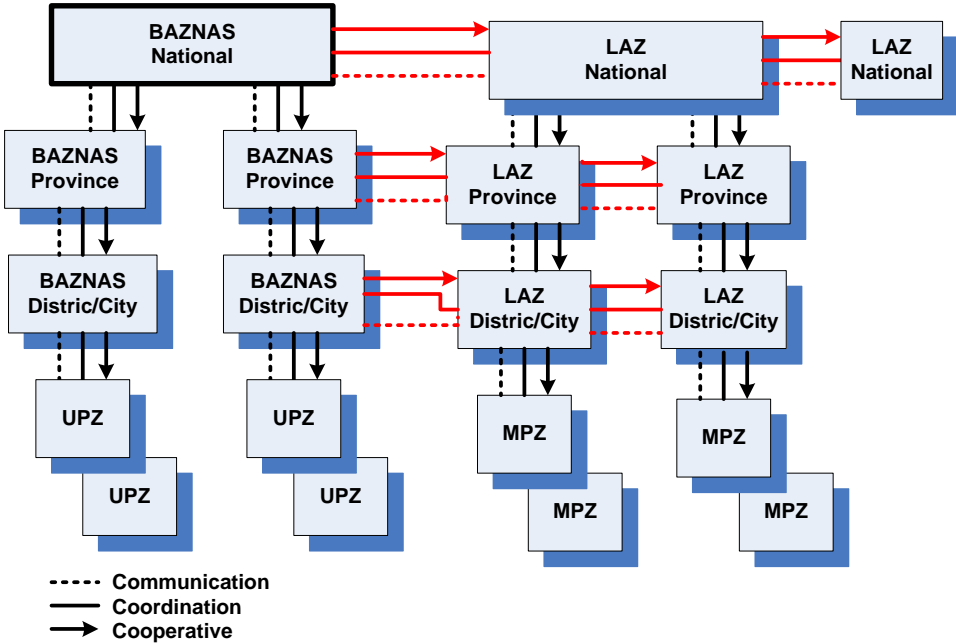 BAZNAS
National
LAZ
National
LAZ
National
BAZNAS
Province
BAZNAS
Province
LAZ
Province
LAZ
Province
BAZNAS
Distric/City
BAZNAS
Distric/City
LAZ
Distric/City
LAZ
Distric/City
UPZ
UPZ
MPZ
MPZ
UPZ
UPZ
MPZ
MPZ
Communication
Coordination
Cooperative